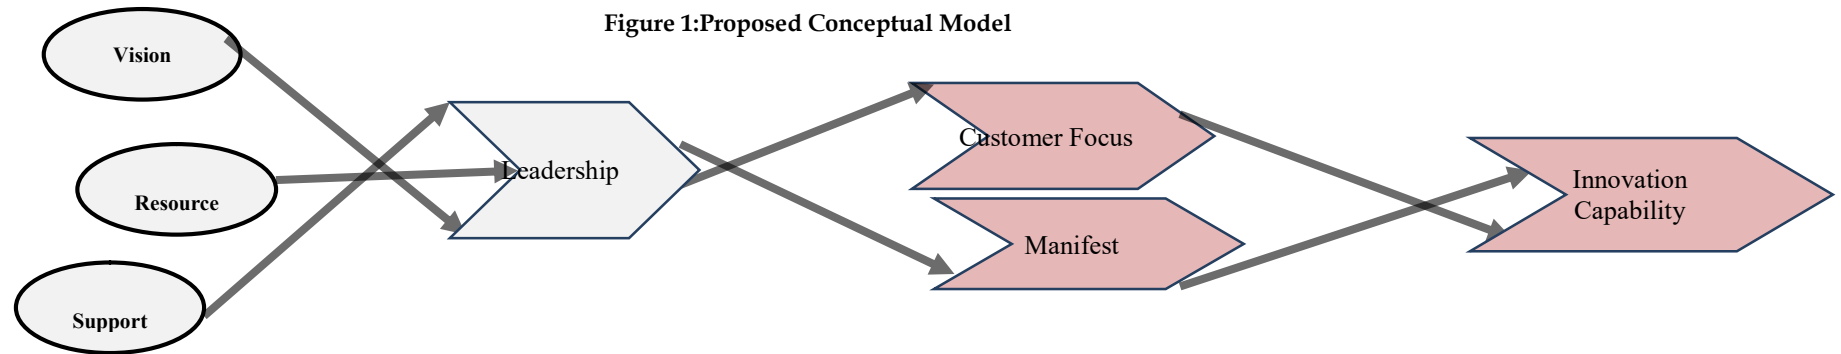 Figure 1:Proposed Conceptual Model
Vision
Resource
Support
Leadership
Customer Focus
Manifest
Innovation
Capability